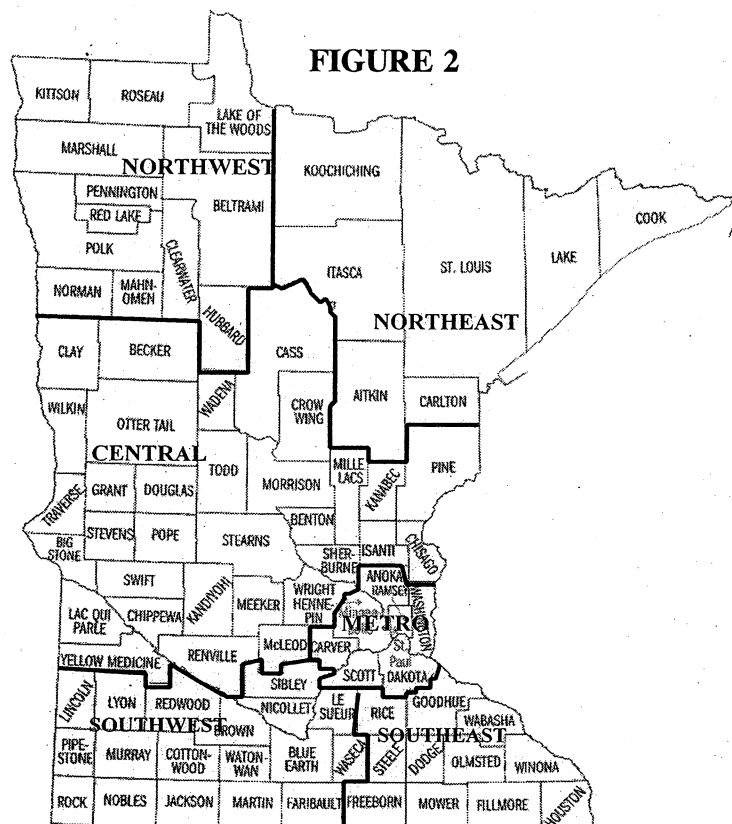 FIGURE 2
KITTSON
ROSEAU
LAKE OF
THE WOODS
MARSHALL
NORTHWEST
KOOCHICHING
PENNINGTON
BELTRAMI
RED LAKE
COOK
POLK
CLEARWATER
ITASCA
ST. LOUIS
LAKE
NORMAN
MAHN-
OMEN
HUBBARD
NORTHEAST
CLAY
BECKER
CASS
WADENA
AITKIN
CARLTON
WILKIN
OTTER TAIL
CROW
WING
CENTRAL
TODD
MILLE
LACS
KANABEC
PINE
TRAVERSE
GRANT
DOUGLAS
MORRISON
BENTON
STEVENS
POPE
STEARNS
BIG
STONE
SHER-
BURNE
ISANTI
CHISAGO
SWIFT
KANDIYOHI
MEEKER
WRIGHT
HENNE-
PIN
ANOKA
RAMSEY
WASHINGTON
LAC QUI
PARLE
CHIPPEWA
METRO
McLEOD
CARVER
St.
Paul
YELLOW MEDICINE
RENVILLE
SCOTT
DAKOTA
SIBLEY
LINCOLN
LYON
REDWOOD
NICOLLET
LE
SUEUR
RICE
GOODHUE
WABASHA
SOUTHWEST
BROWN
SOUTHEAST
PIPE-
STONE
MURRAY
COTTON-
WOOD
WATON-
WAN
BLUE
EARTH
WASECA
STEELE
DODGE
OLMSTED
WINONA
ROCK
NOBLES
JACKSON
MARTIN
FARIBAULT
FREEBORN
MOWER
FILLMORE
HOUSTON